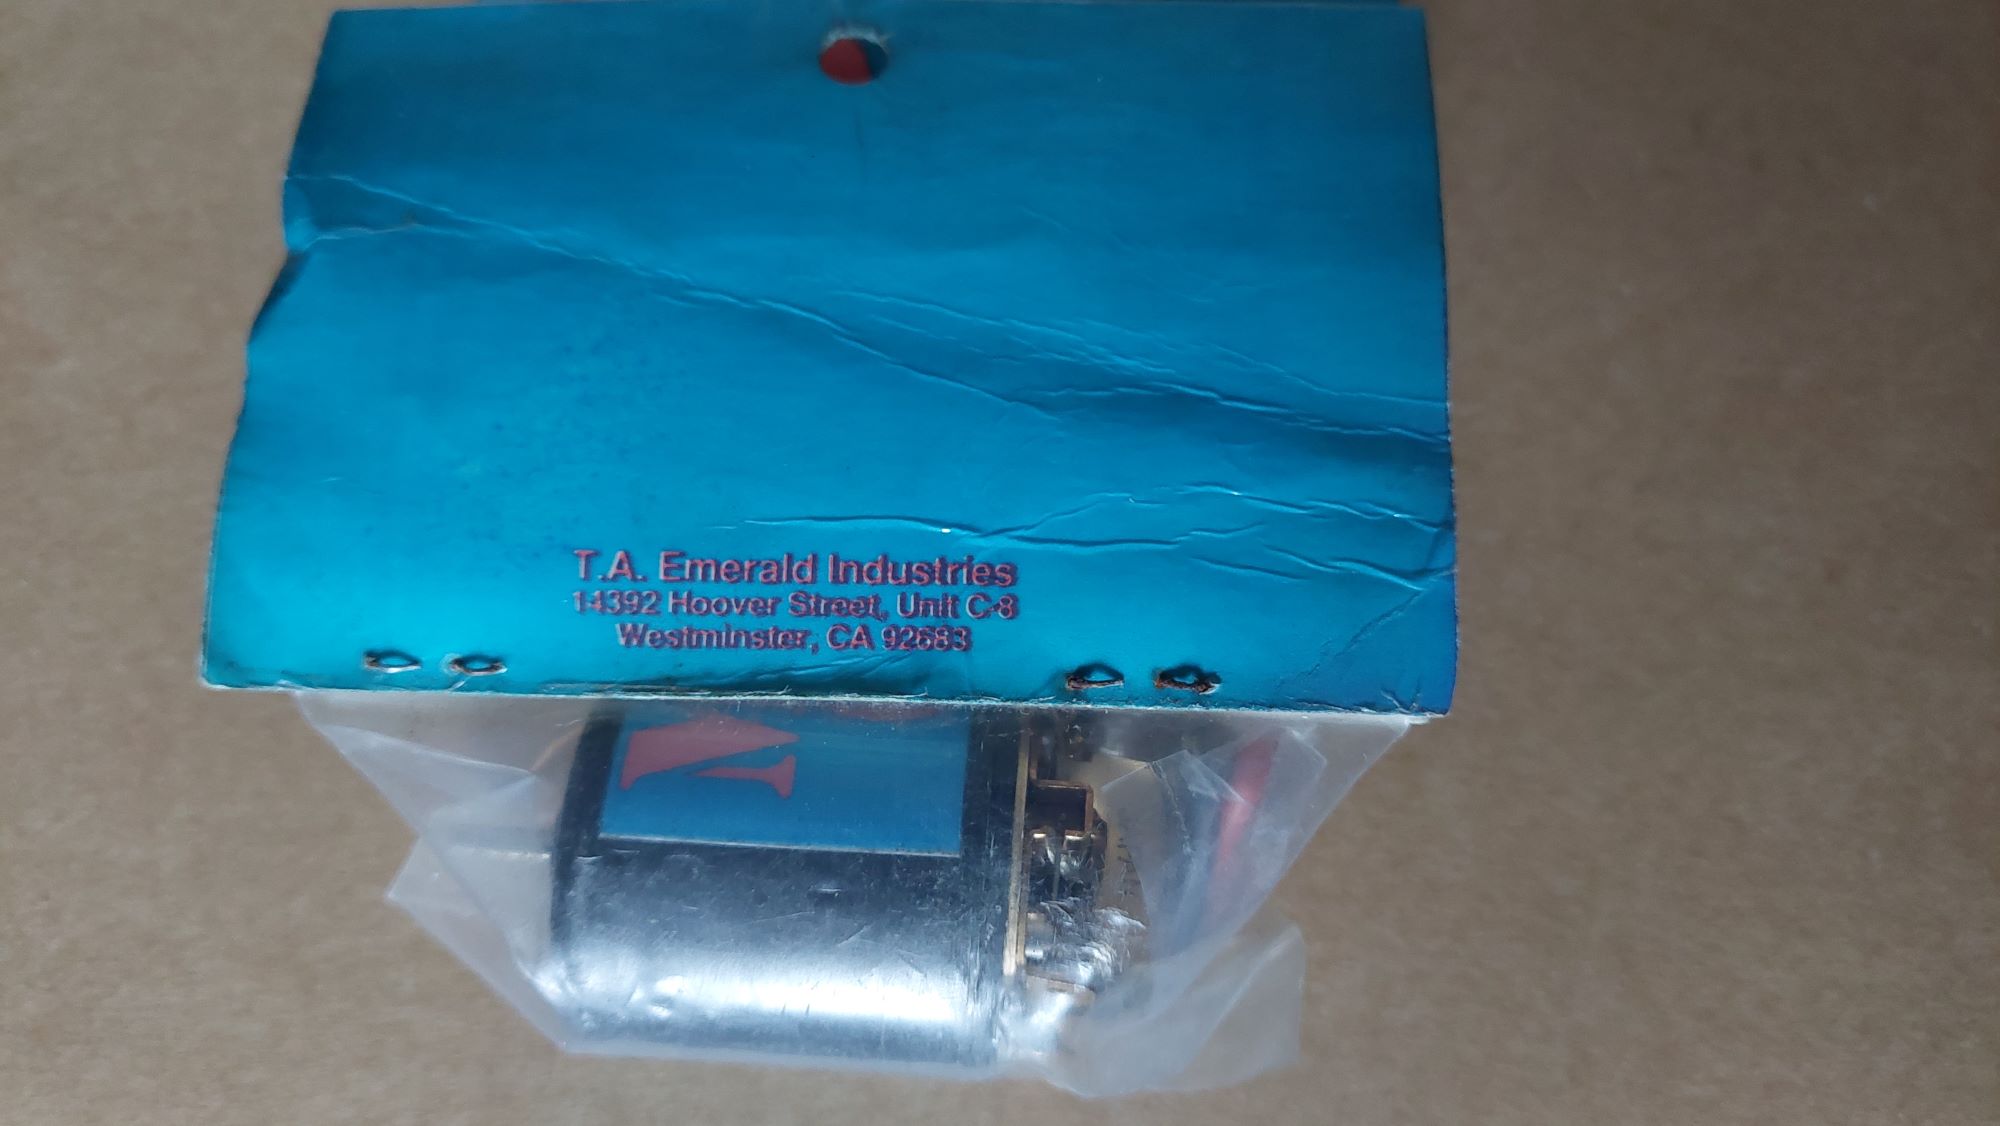 T.A. Emerald Industries
14392 Hoover Street, Unit C-8
Westminster, CA 92683
N